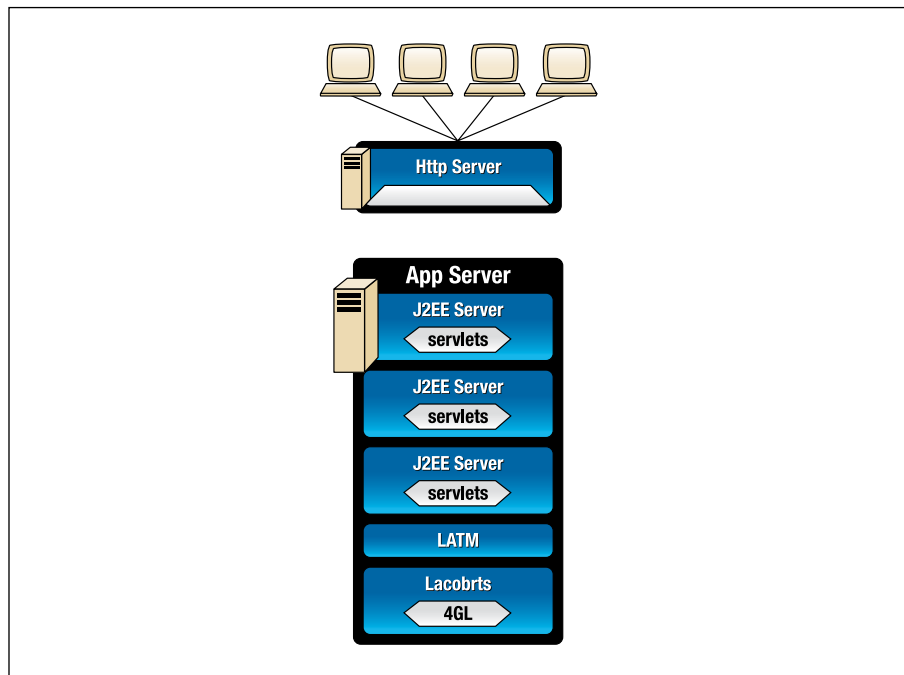 Http Server
App Server
J2EE Server
servlets
J2EE Server
servlets
J2EE Server
servlets
LATM
Lacobrts
4GL